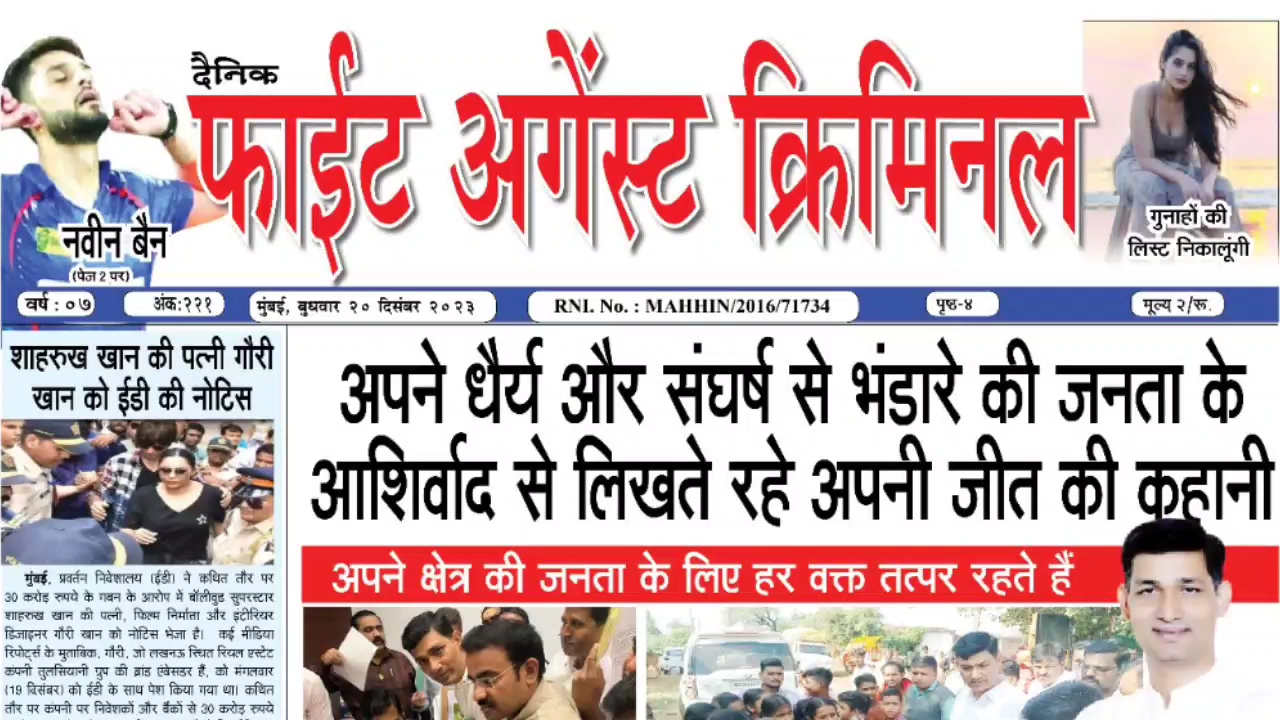 दैनिक
फाईट अगेंस्ट क्रिमिनल
नवीन बैन
(पेज 2 पर)
गुनाहों की
लिस्ट निकालूंगी
वर्ष : ०७ अंक:२२१ मुंबई, बुधवार २० दिसंबर २०२३ RNI. No. : MAHHIN/2016/71734 पृष्ठ-४ मूल्य २/रू.
शाहरुख खान की पत्नी गौरी
खान को ईडी की नोटिस
मुंबई, प्रवर्तन निदेशालय (ईडी) ने कथित तौर पर
30 करोड़ रुपये के गबन के आरोप में बॉलीवुड सुपरस्टार
शाहरुख खान की पत्नी, फिल्म निर्माता और इंटीरियर
डिजाइनर गौरी खान को नोटिस भेजा है। कई मीडिया
रिपोर्ट्स के मुताबिक, गौरी, जो लखनऊ स्थित रियल एस्टेट
कंपनी तुलसियानी ग्रुप की ब्रांड एंबेसडर हैं, को मंगलवार
(19 दिसंबर) को ईडी के साथ पेश किया गया था। कथित
तौर पर कंपनी पर निवेशकों और बैंकों से 30 करोड़ रुपये
अपने धैर्य और संघर्ष से भंडारे की जनता के
आशिर्वाद से लिखते रहे अपनी जीत की कहानी
अपने क्षेत्र की जनता के लिए हर वक्त तत्पर रहते हैं